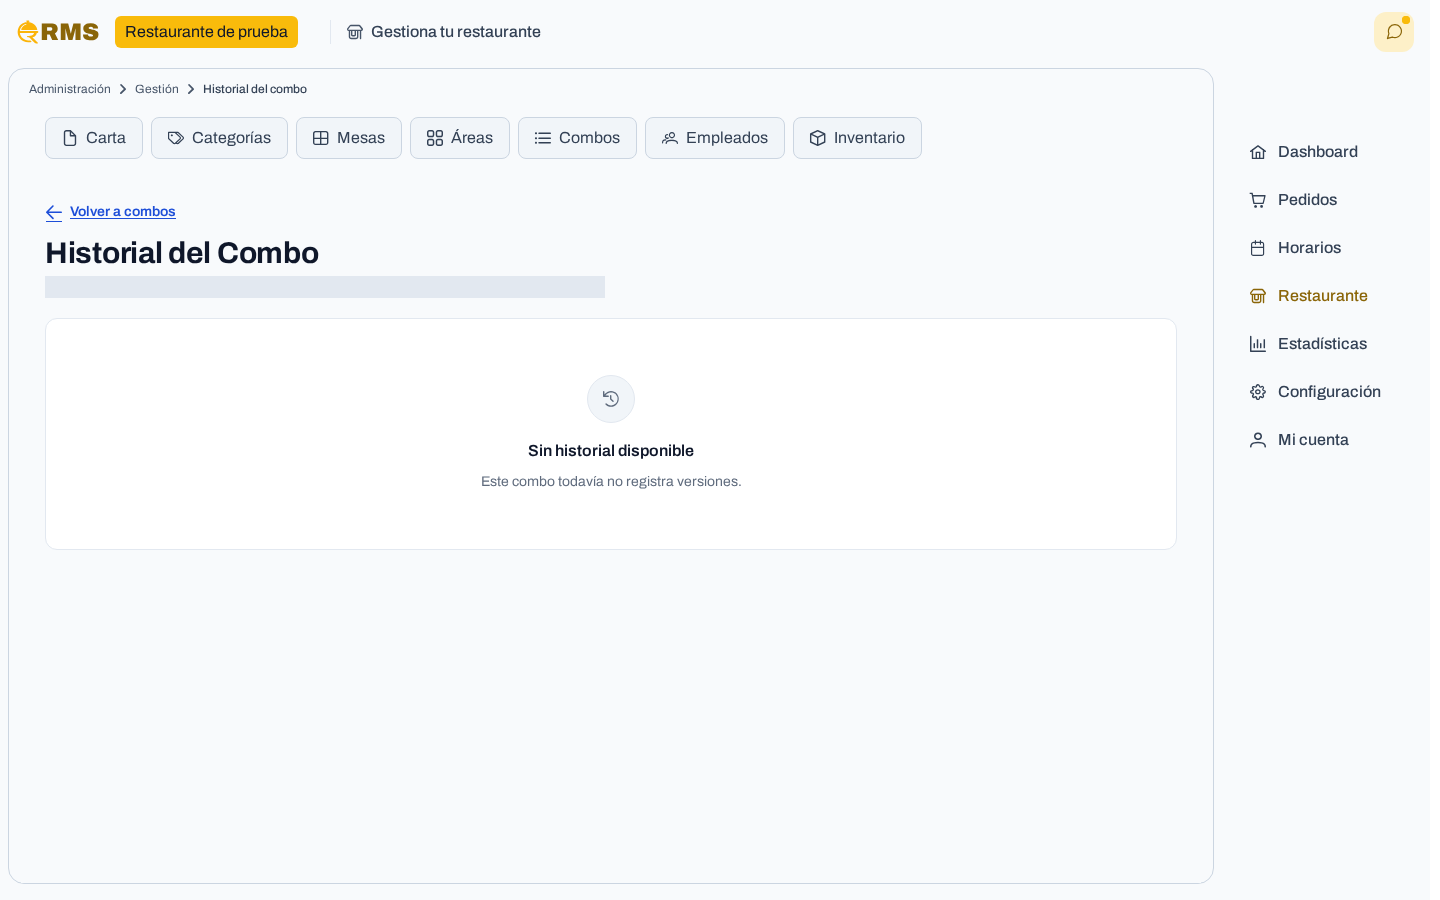 RMS
Restaurante de prueba
Gestiona tu restaurante
Administración
Gestión
Historial del combo
Carta
Categorías
Mesas
Áreas
Combos
Empleados
Inventario
Volver a combos
Historial del Combo
Sin historial disponible
Este combo todavía no registra versiones.
Dashboard
Pedidos
Horarios
Restaurante
Estadísticas
Configuración
Mi cuenta